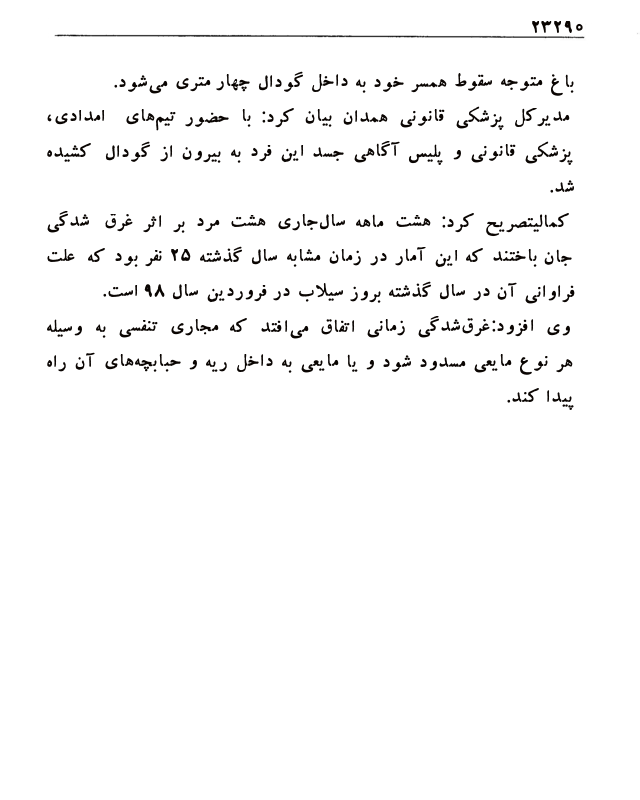 ۲۳۲۹۰
باغ متوجه سقوط همسر خود به داخل گودال چهار متری می‌شود.
مدیرکل پزشکی قانونی همدان بیان کرد: با حضور تیم‌های امدادی،
پزشکی قانونی و پلیس آگاهی جسد این فرد به بیرون از گودال کشیده
شد.
کمالیتصریح کرد: هشت ماهه سال‌جاری هشت مرد بر اثر غرق شدگی
جان باختند که این آمار در زمان مشابه سال گذشته ۲۵ نفر بود که علت
فراوانی آن در سال گذشته بروز سیلاب در فروردین سال ۹۸ است.
وی افزود:غرق‌شدگی زمانی اتفاق می‌افتد که مجاری تنفسی به وسیله
هر نوع مایعی مسدود شود و یا مایعی به داخل ریه و حبابچه‌های آن راه
پیدا کند.